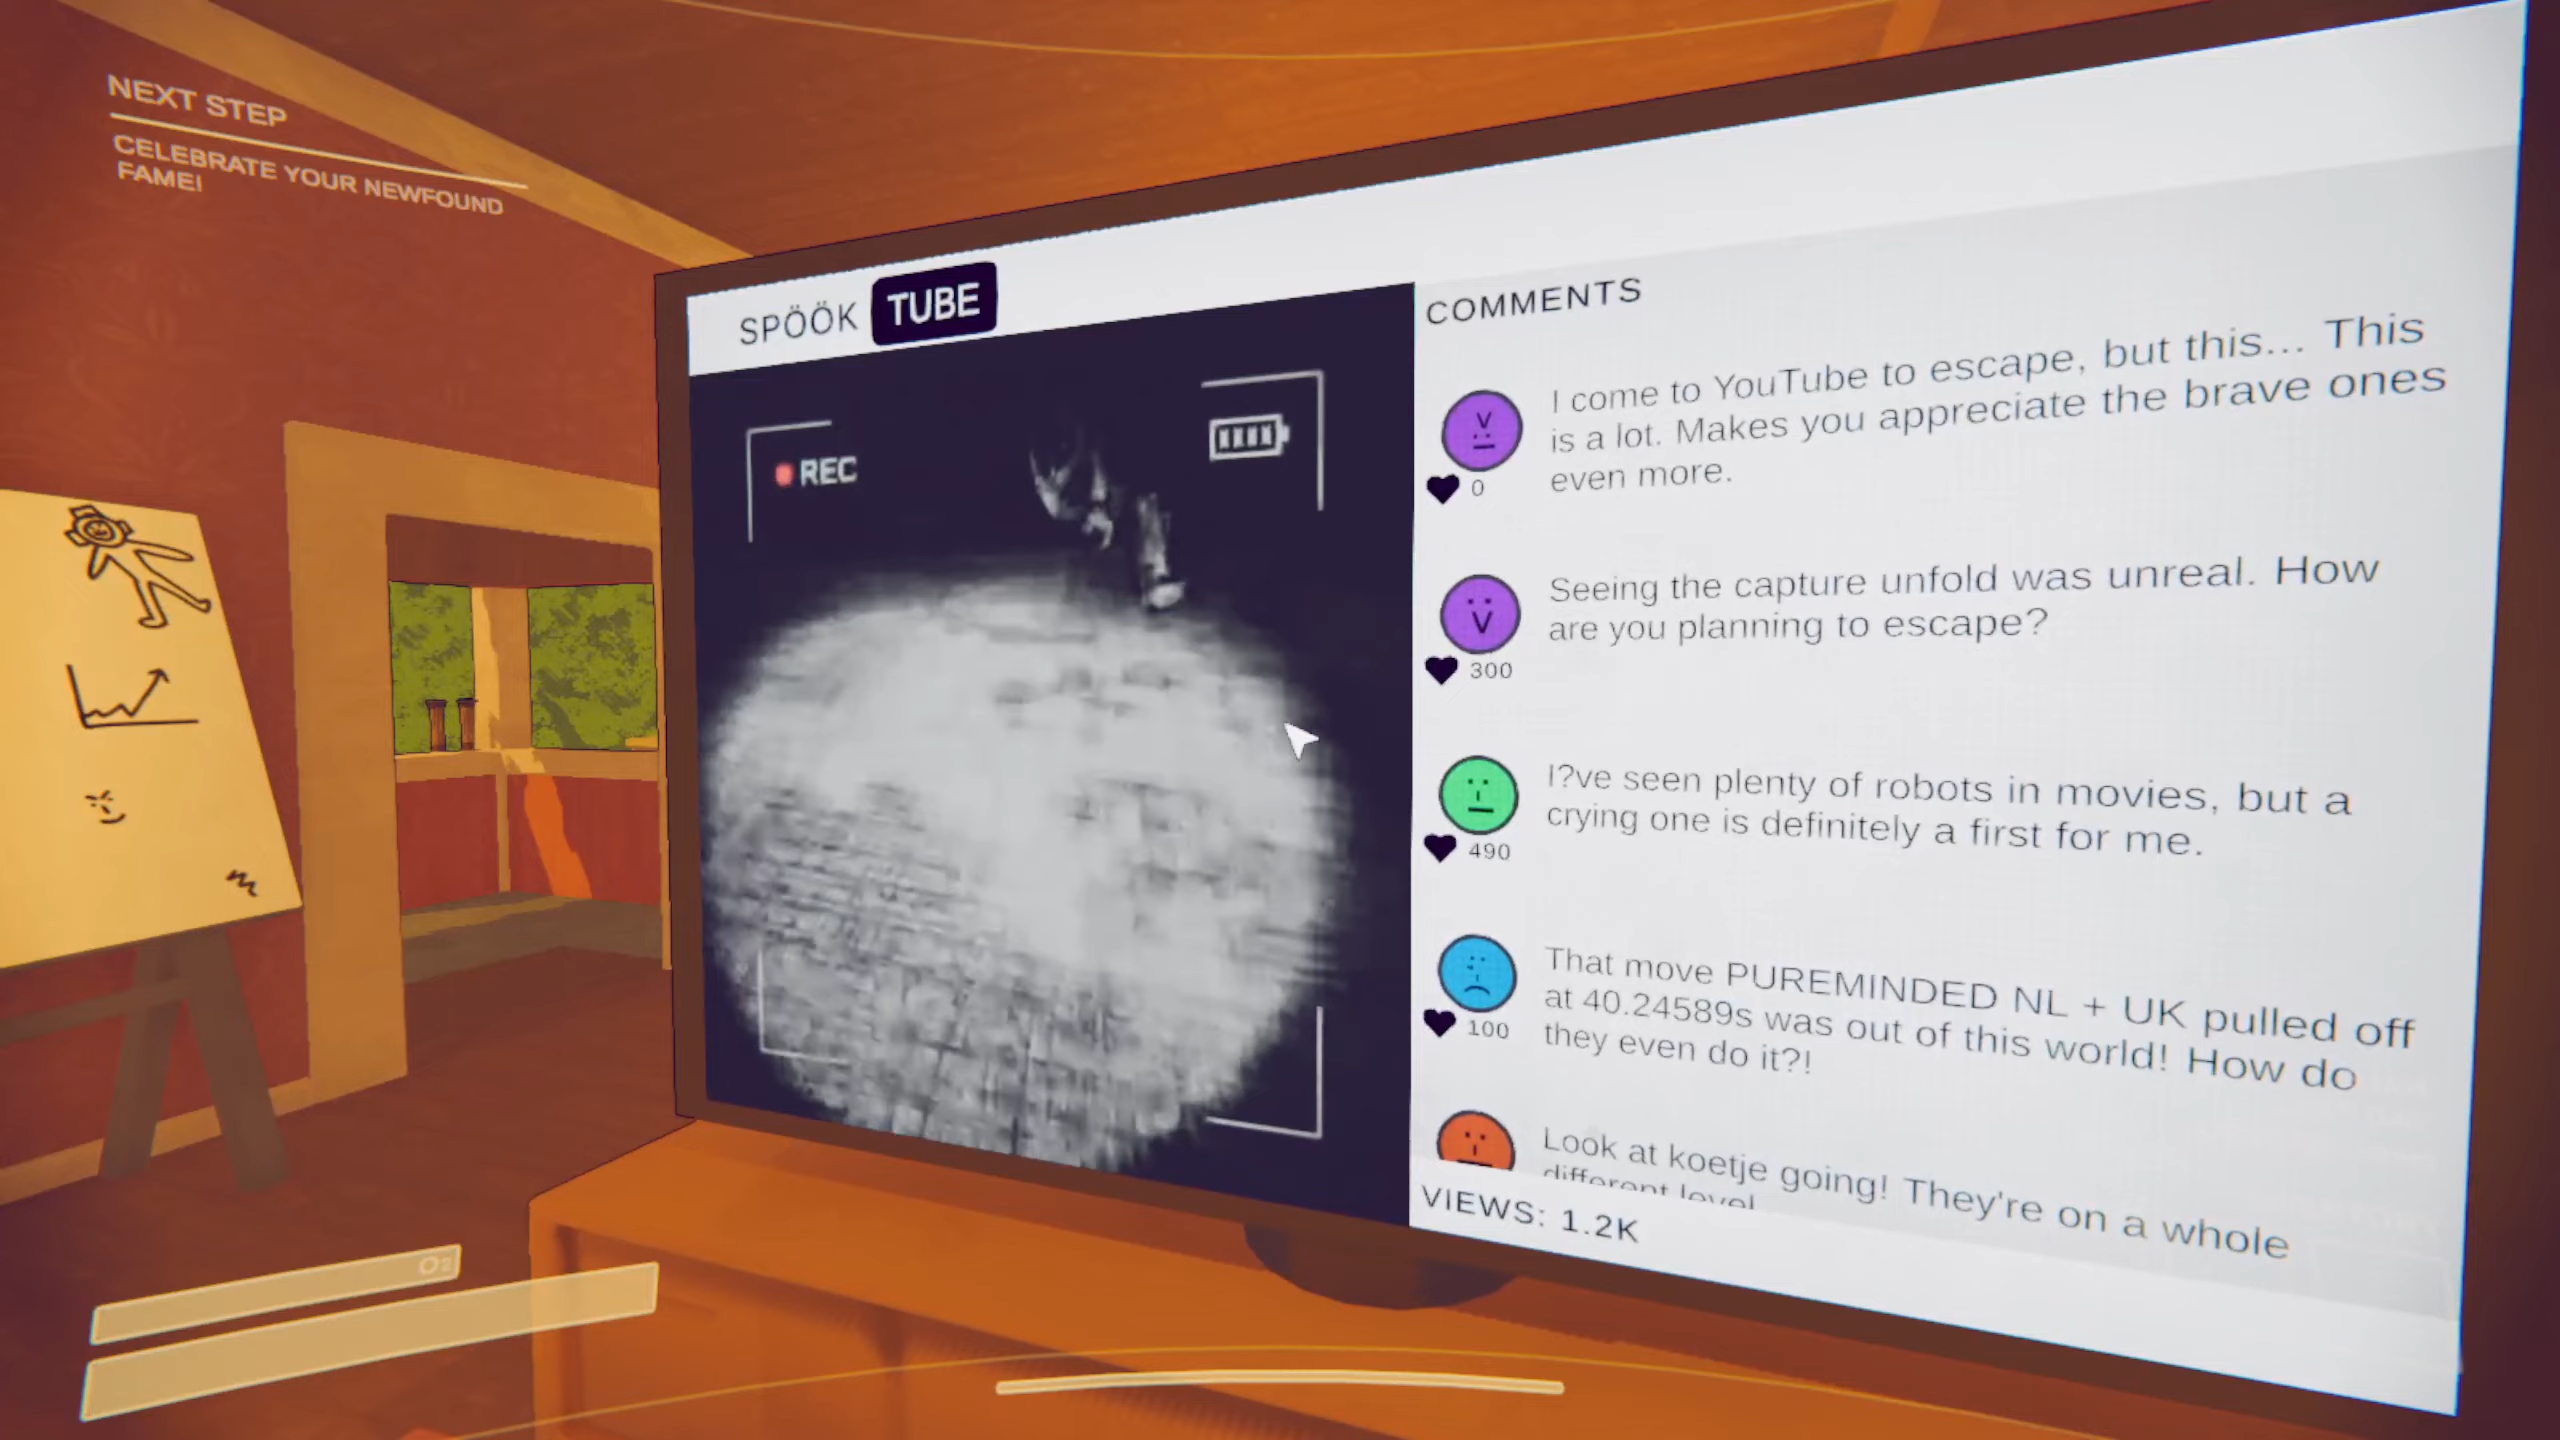 NEXT STEP
CELEBRATE YOUR NEWFOUND
FAME!
SPÖÖK TUBE
REC
COMMENTS
I come to YouTube to escape, but this... This
is a lot. Makes you appreciate the brave ones
even more.
0
Seeing the capture unfold was unreal. How
are you planning to escape?
300
I?ve seen plenty of robots in movies, but a
crying one is definitely a first for me.
490
That move PUREMINDED NL + UK pulled off
at 40.24589s was out of this world! How do
they even do it?!
100
Look at koetje going! They're on a whole
different level
VIEWS: 1.2K
O2